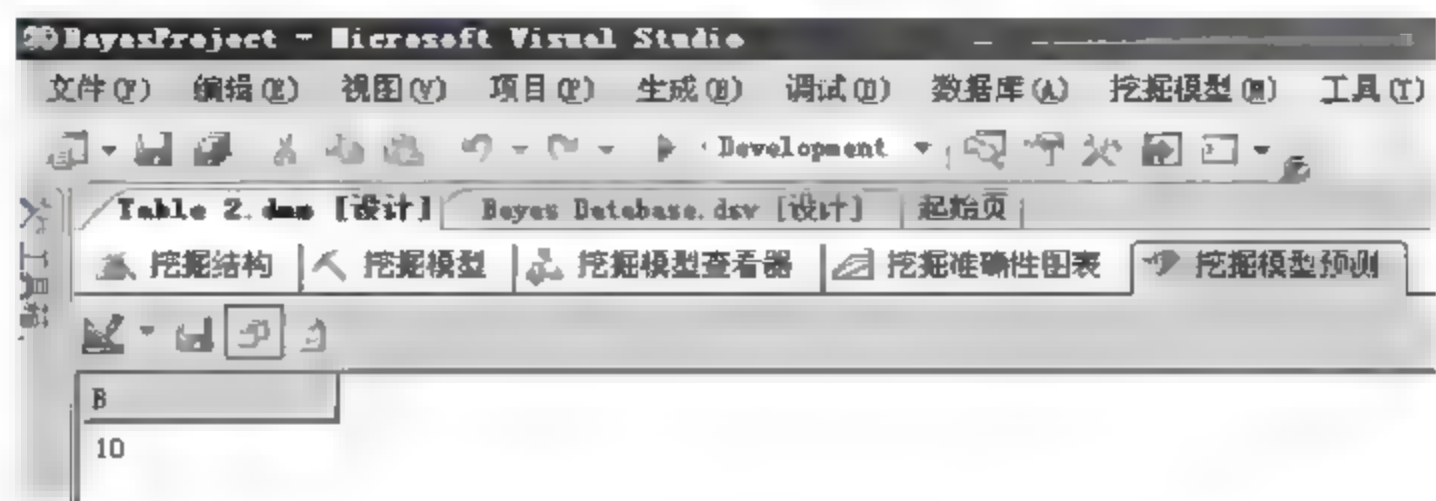 BayesProject - Microsoft Visual Studio
文件(F) 编辑(E) 视图(V) 项目(P) 生成(B) 调试(D) 数据库(A) 挖掘模型(M) 工具(T)
Development
Table 2.dmm [设计] Bayes Database.dsv [设计] 起始页
挖掘结构 挖掘模型 挖掘模型查看器 挖掘准确性图表 挖掘模型预测
工具箱
B
10